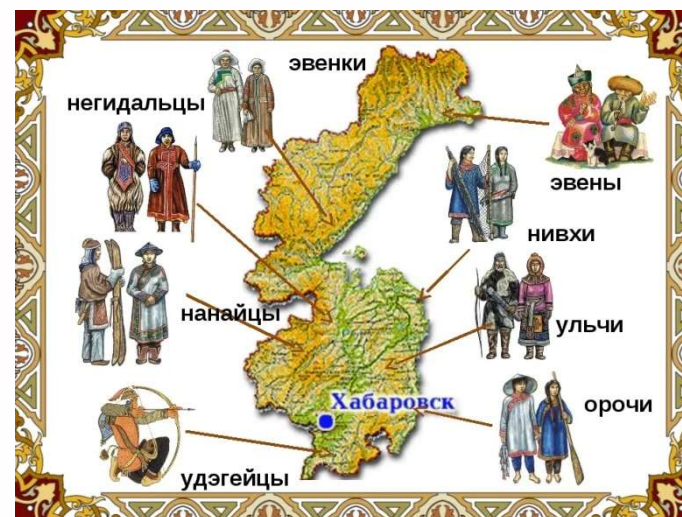 эвенки
негидальцы
эвены
нивхи
нанайцы
ульчи
Хабаровск
орочи
удэгейцы